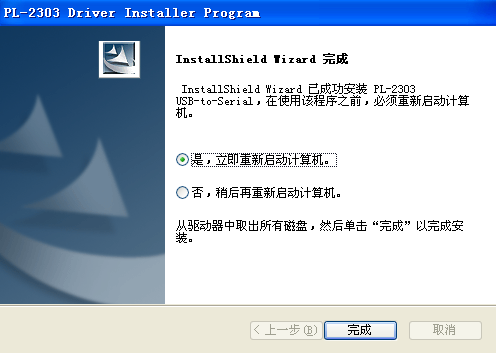 PL-2303 Driver Installer Program
InstallShield Wizard 完成
InstallShield Wizard 已成功安装 PL-2303
USB-to-Serial，在使用该程序之前，必须重新启动计算
机。
是，立即重新启动计算机。
否，稍后再重新启动计算机。
从驱动器中取出所有磁盘，然后单击“完成”以完成安
装。
< 上一步(B)
完成
取消